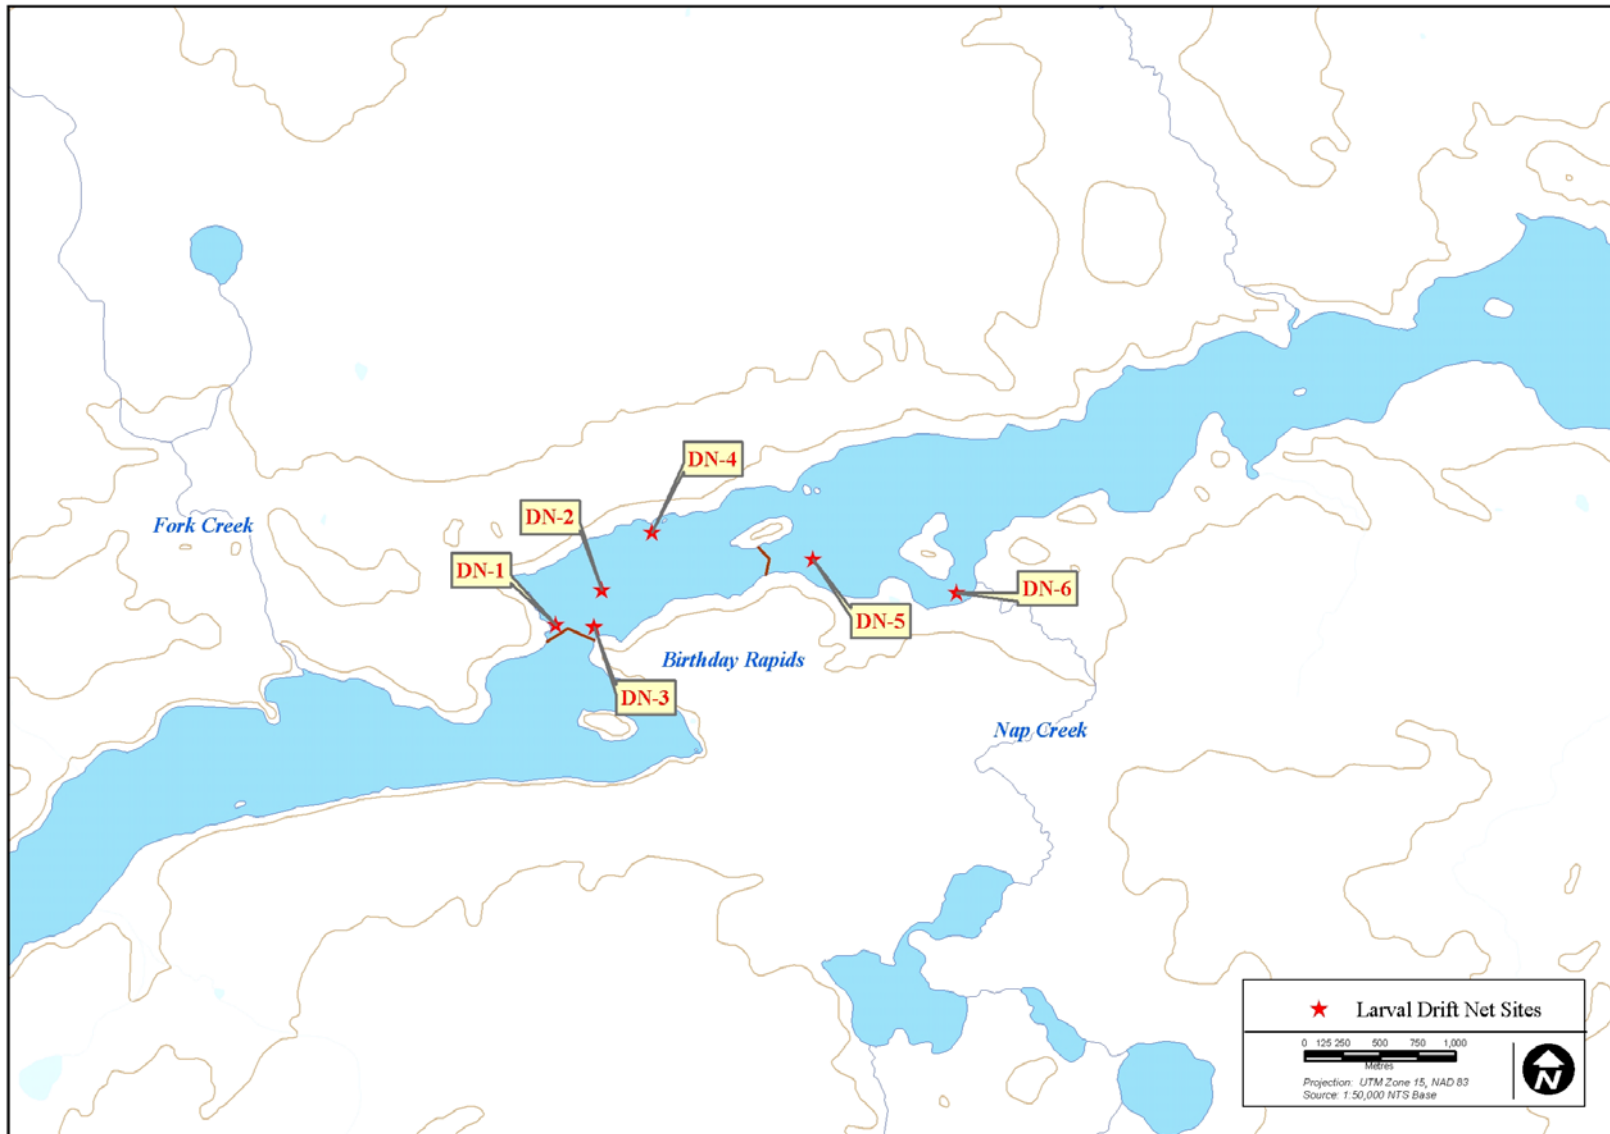 DN-4
DN-2
Fork Creek
DN-1
DN-6
DN-5
Birthday Rapids
DN-3
Nap Creek
Larval Drift Net Sites
0 125 250 500 750 1,000
Metres
Projection: UTM Zone 15, NAD 83
Source: 1:50,000 NTS Base
N